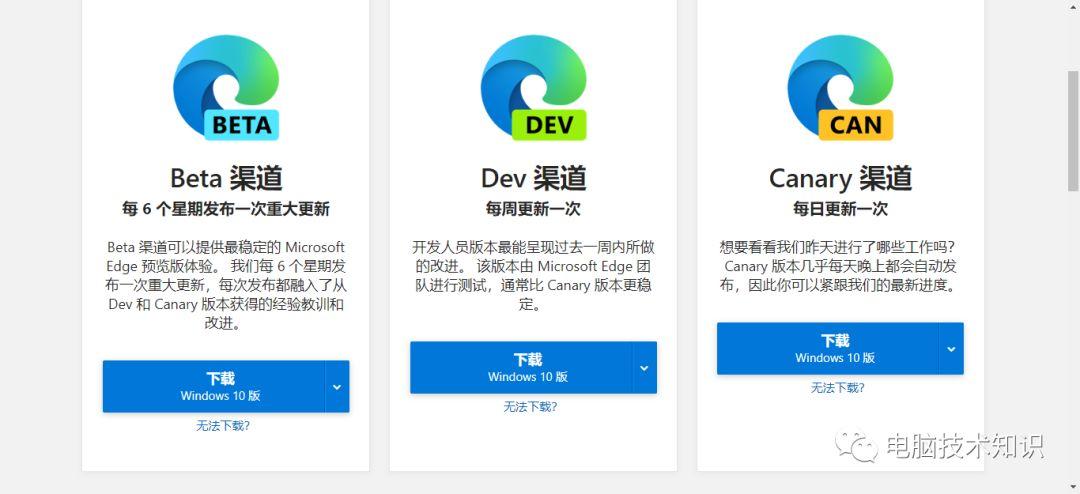 BETA
Beta 渠道
每 6 个星期发布一次重大更新
Beta 渠道可以提供最稳定的 Microsoft
Edge 预览版体验。 我们每 6 个星期发
布一次重大更新，每次发布都融入了从
Dev 和 Canary 版本获得的经验教训和
改进。
下载
Windows 10 版
无法下载?
DEV
Dev 渠道
每周更新一次
开发人员版本最能呈现过去一周内所做
的改进。 该版本由 Microsoft Edge 团
队进行测试，通常比 Canary 版本更稳
定。
下载
Windows 10 版
无法下载?
CAN
Canary 渠道
每日更新一次
想要看看我们昨天进行了哪些工作吗?
Canary 版本几乎每天晚上都会自动发
布，因此你可以紧跟我们的最新进度。
下载
Windows 10 版
无法下载?
电脑技术知识